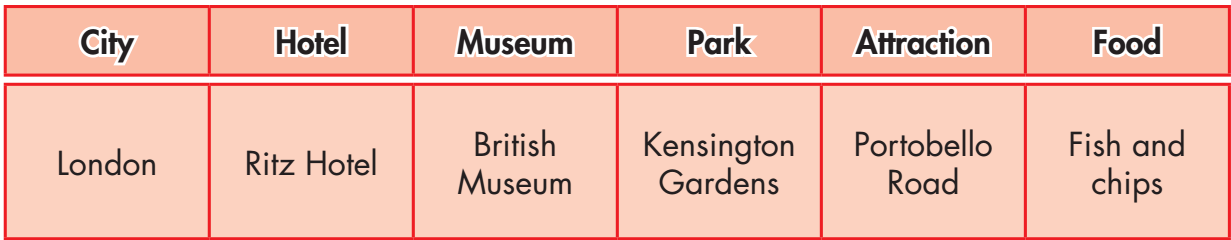 City Hotel Museum Park Attraction Food
London Ritz Hotel British Museum Kensington Gardens Portobello Road Fish and chips